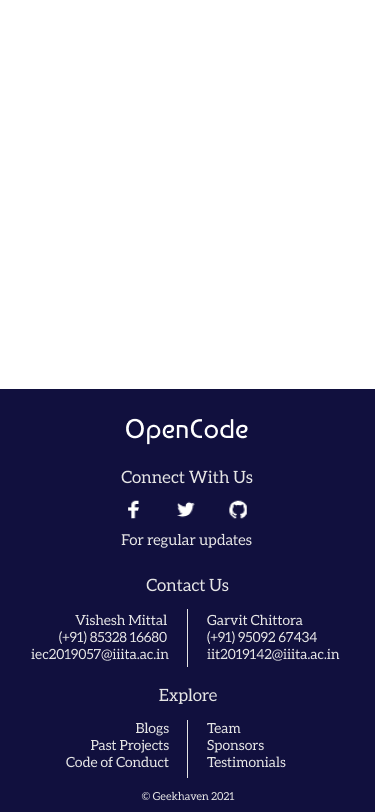 OpenCode
Connect With Us
For regular updates
Contact Us
Vishesh Mittal
(+91) 85328 16680
iec2019057@iiita.ac.in
Garvit Chittora
(+91) 95092 67434
iit2019142@iiita.ac.in
Explore
Blogs
Past Projects
Code of Conduct
Team
Sponsors
Testimonials
© Geekhaven 2021